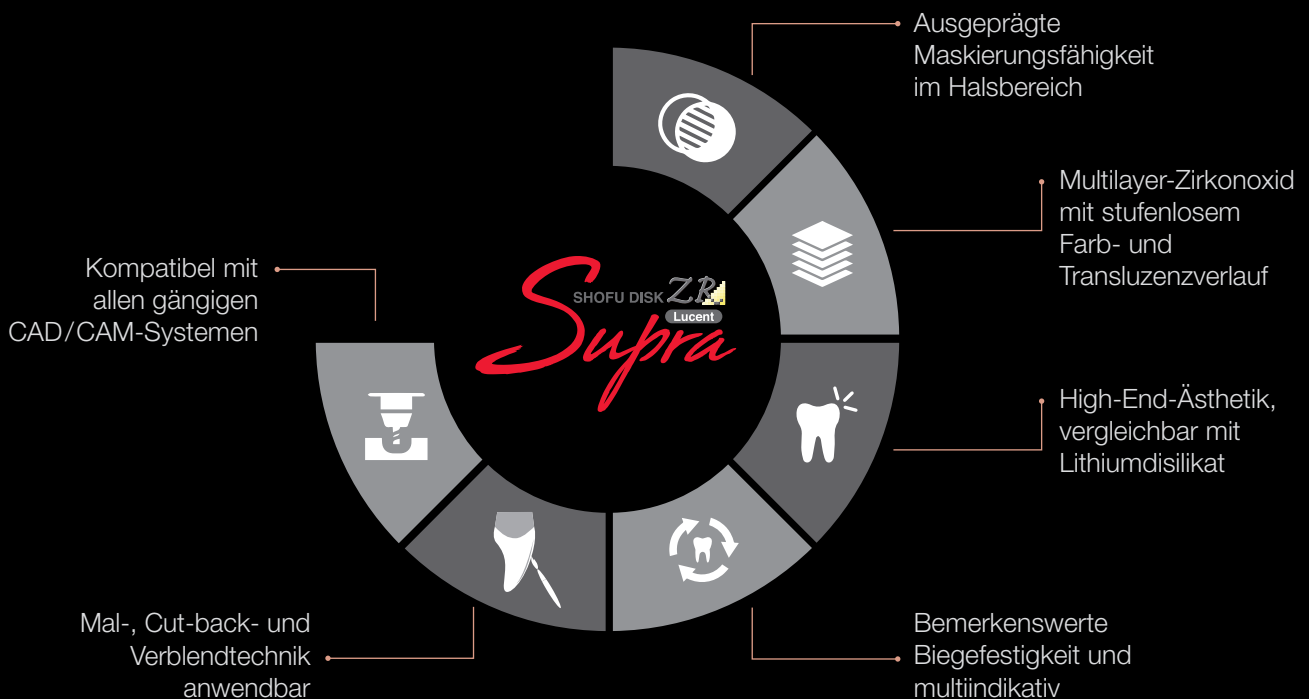 Ausgeprägte
Maskierungsfähigkeit
im Halsbereich
Multilayer-Zirkonoxid
mit stufenlosem
Farb- und
Transluzenzverlauf
High-End-Ästhetik,
vergleichbar mit
Lithiumdisilikat
Bemerkenswerte
Biegefestigkeit und
multiindikativ
Mal-, Cut-back- und
Verblendtechnik
anwendbar
Kompatibel mit
allen gängigen
CAD/CAM-Systemen
SHOFU DISK ZR
Lucent
Supra